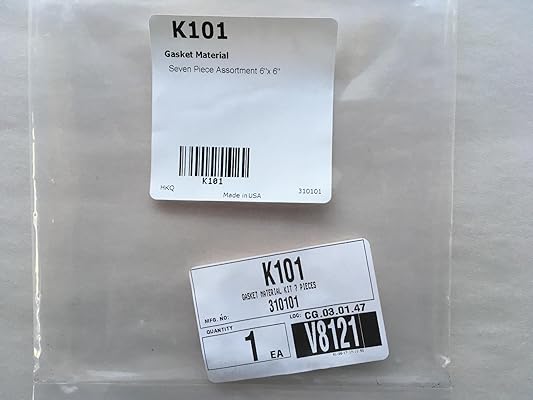 K101
Gasket Material
Seven Piece Assortment 6"x 6"
K101
HKQ
Made in USA
310101
K101
GASKET MATERIAL KIT 7 PIECES
310101
MFG. NO:
LOC: CG.03.01.47
QUANTITY
1 EA
V8121